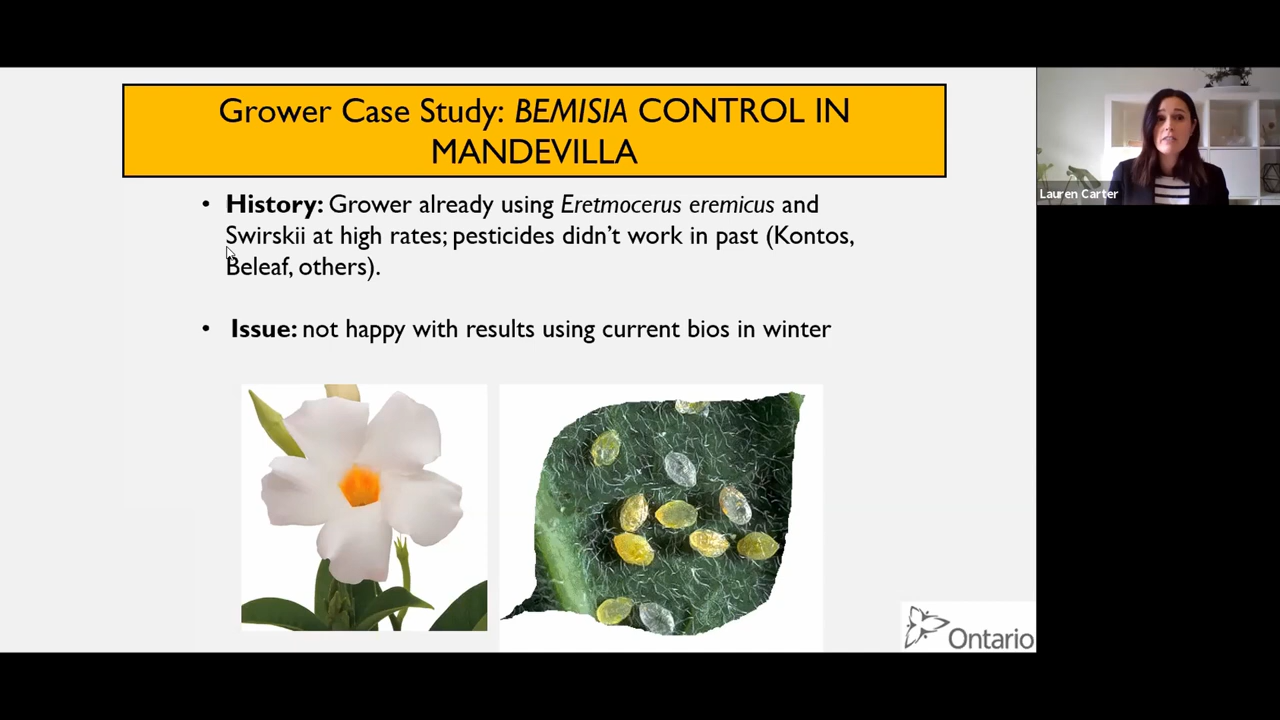 Grower Case Study: BEMISIA CONTROL IN
MANDEVILLA
• History: Grower already using Eretmocerus eremicus and
Swirskii at high rates; pesticides didn’t work in past (Kontos,
Beleaf, others).
• Issue: not happy with results using current bios in winter
Lauren Carter
Ontario